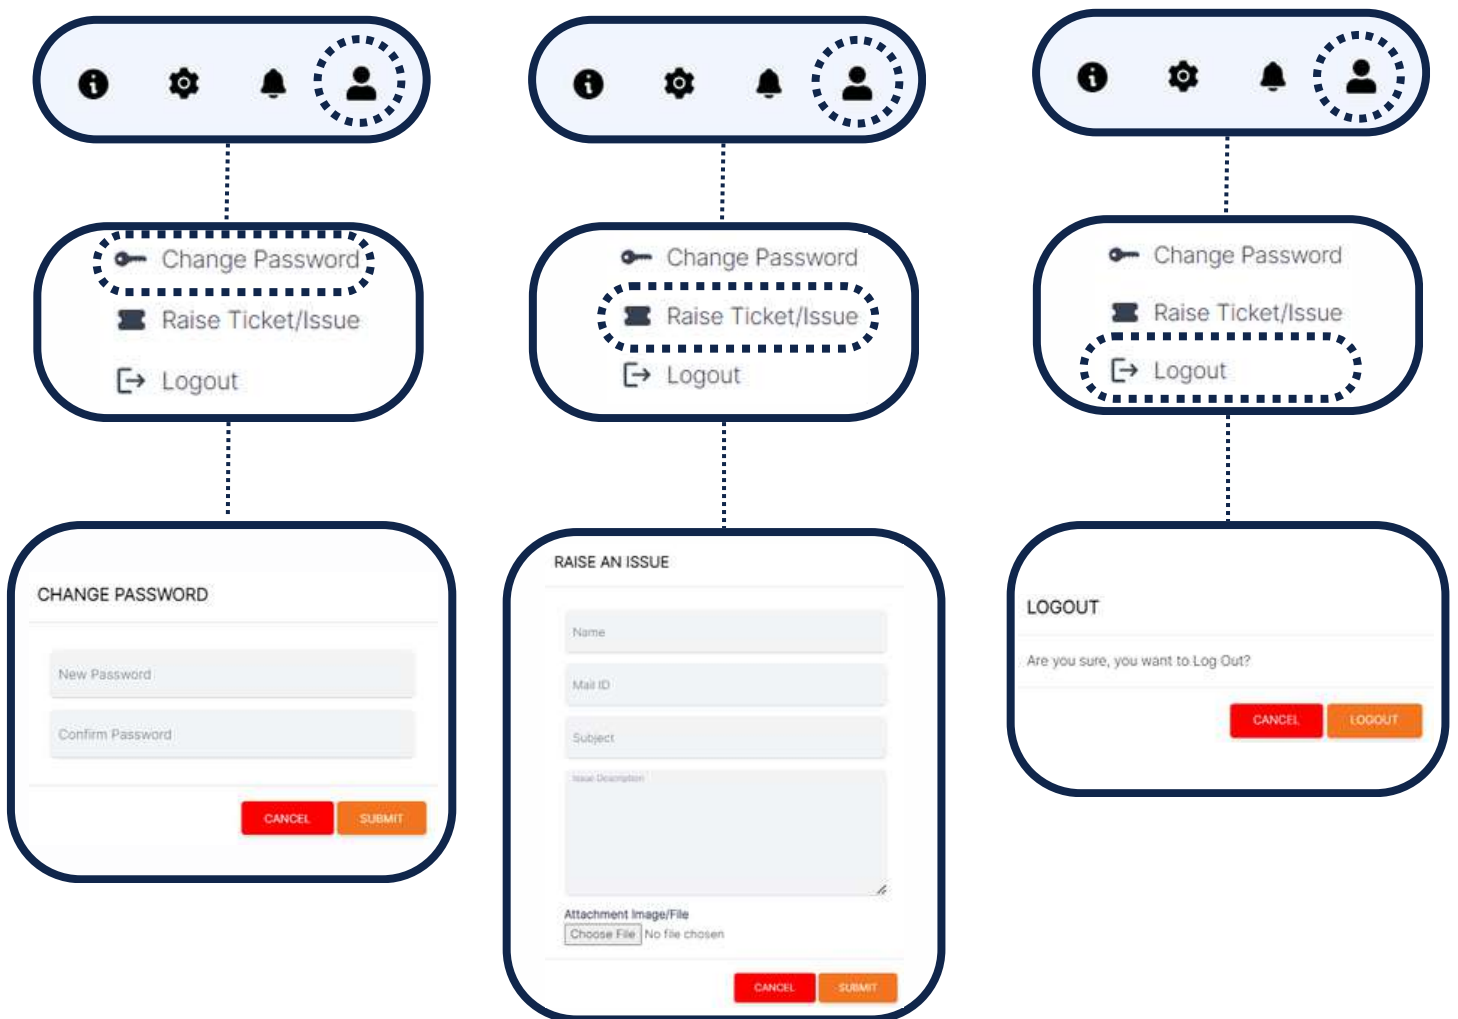 Change Password
Raise Ticket/Issue
Logout
CHANGE PASSWORD
New Password
Confirm Password
CANCEL
SUBMIT
Change Password
Raise Ticket/Issue
Logout
RAISE AN ISSUE
Name
Mail ID
Subject
Issue Description
Attachment Image/File
Choose File No file chosen
CANCEL
SUBMIT
Change Password
Raise Ticket/Issue
Logout
LOGOUT
Are you sure, you want to Log Out?
CANCEL
LOGOUT